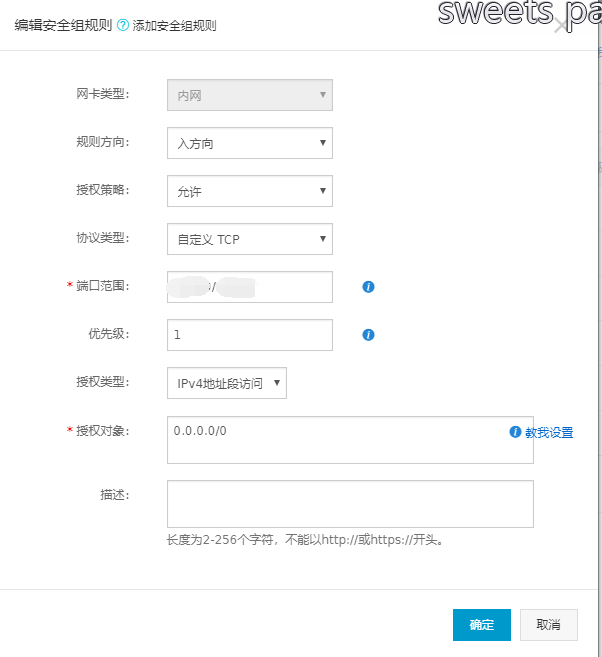 sweets pa
编辑安全组规则 ? 添加安全组规则
网卡类型: 内网
规则方向: 入方向
授权策略: 允许
协议类型: 自定义 TCP
* 端口范围: /
优先级: 1
授权类型: IPv4地址段访问
* 授权对象: 0.0.0.0/0 教我设置
描述:
长度为2-256个字符，不能以http://或https://开头。
确定 取消